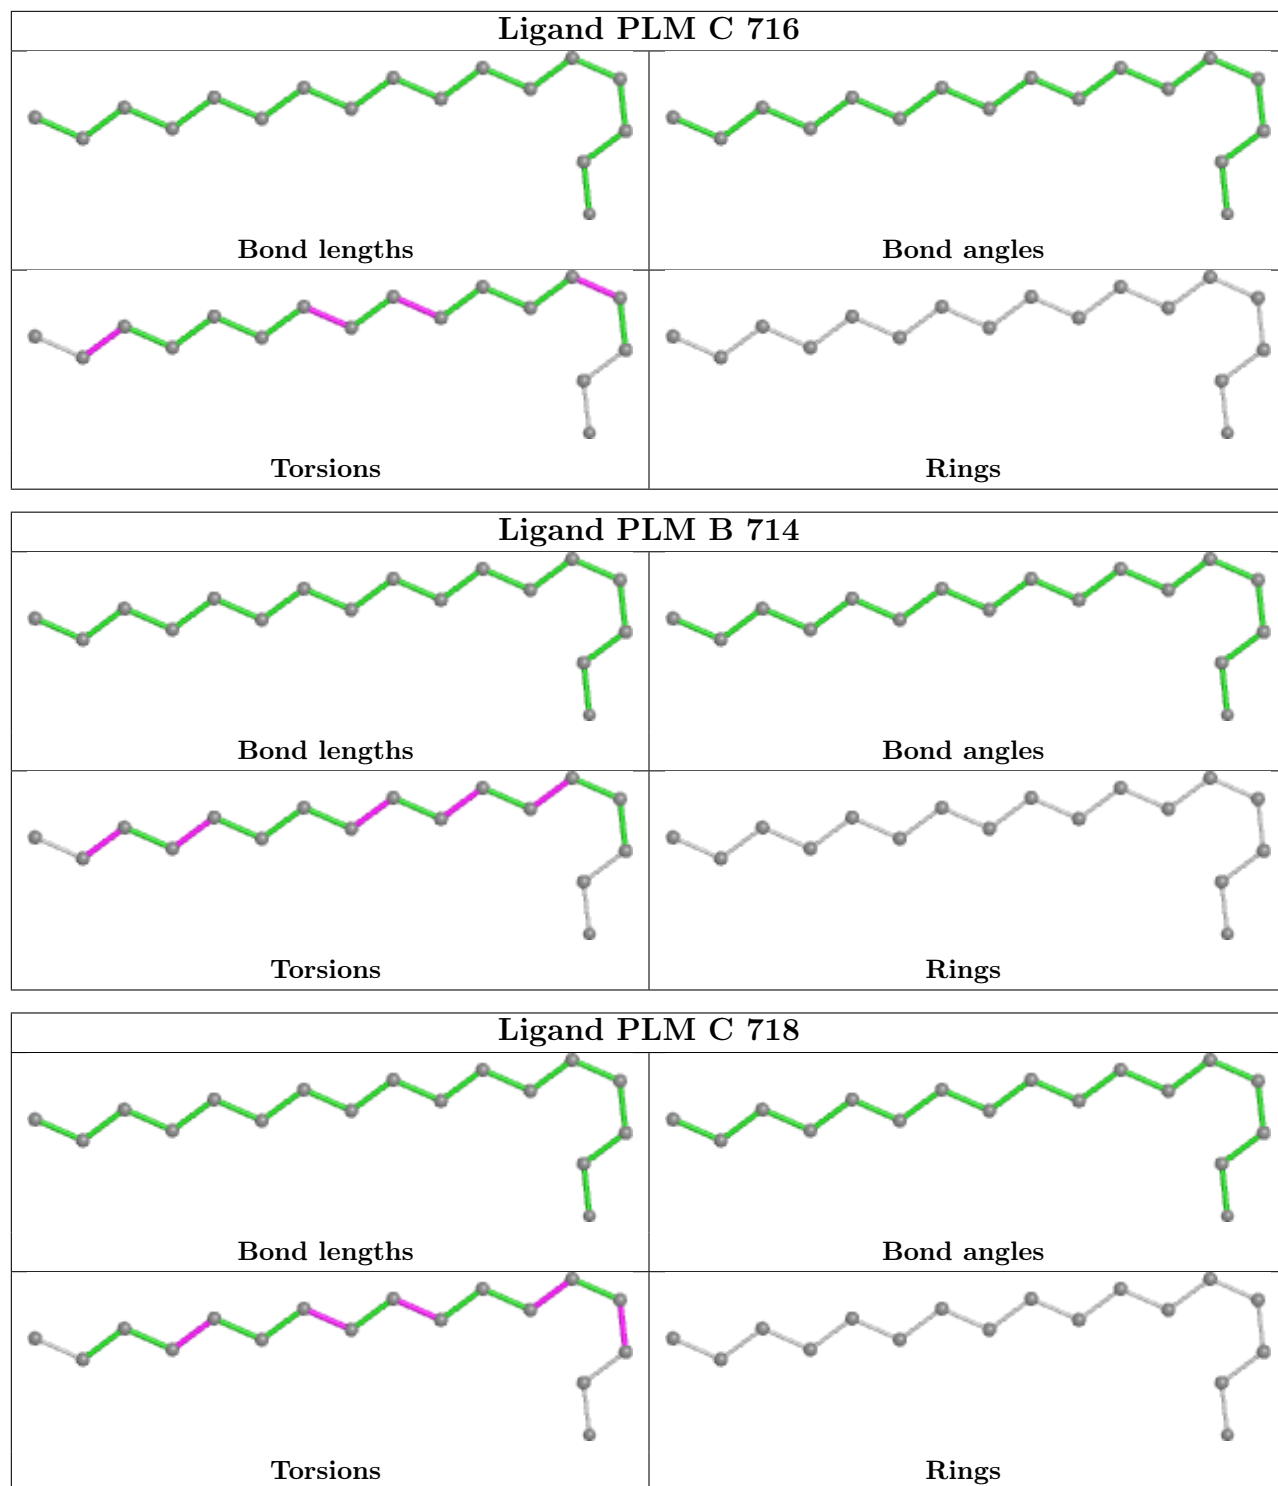 Ligand PLM C 716
Bond lengths
Bond angles
Torsions
Rings
Ligand PLM B 714
Bond lengths
Bond angles
Torsions
Rings
Ligand PLM C 718
Bond lengths
Bond angles
Torsions
Rings